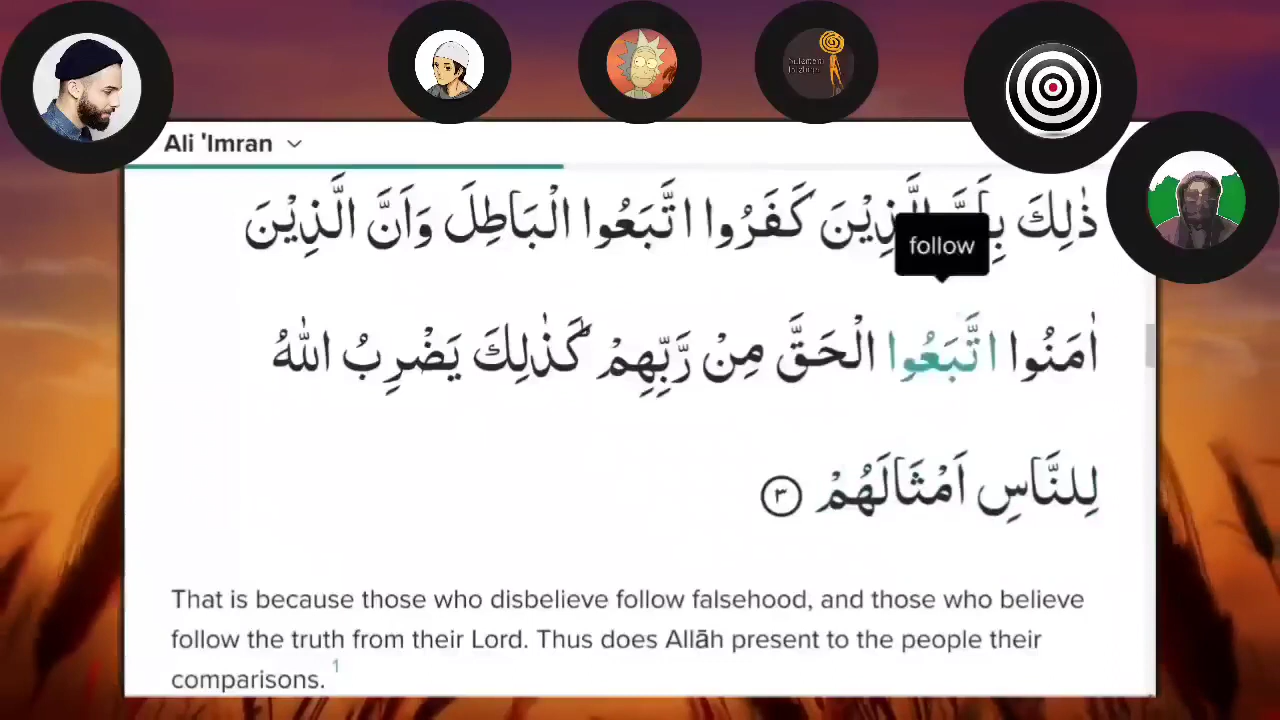 Ali 'Imran
ذٰلِكَ الَّذِيْنَ كَفَرُوا اتَّبَعُوا الْبَاطِلَ وَاَنَّ الَّذِيْنَ
follow
اٰمَنُوا اتَّبَعُوا الْحَقَّ مِنْ رَّبِّهِمْ ؕ كَذٰلِكَ يَضْرِبُ اللّٰهُ
لِلنَّاسِ اَمْثَالَهُمْ ٣
That is because those who disbelieve follow falsehood, and those who believe
follow the truth from their Lord. Thus does Allāh present to the people their
comparisons. 1